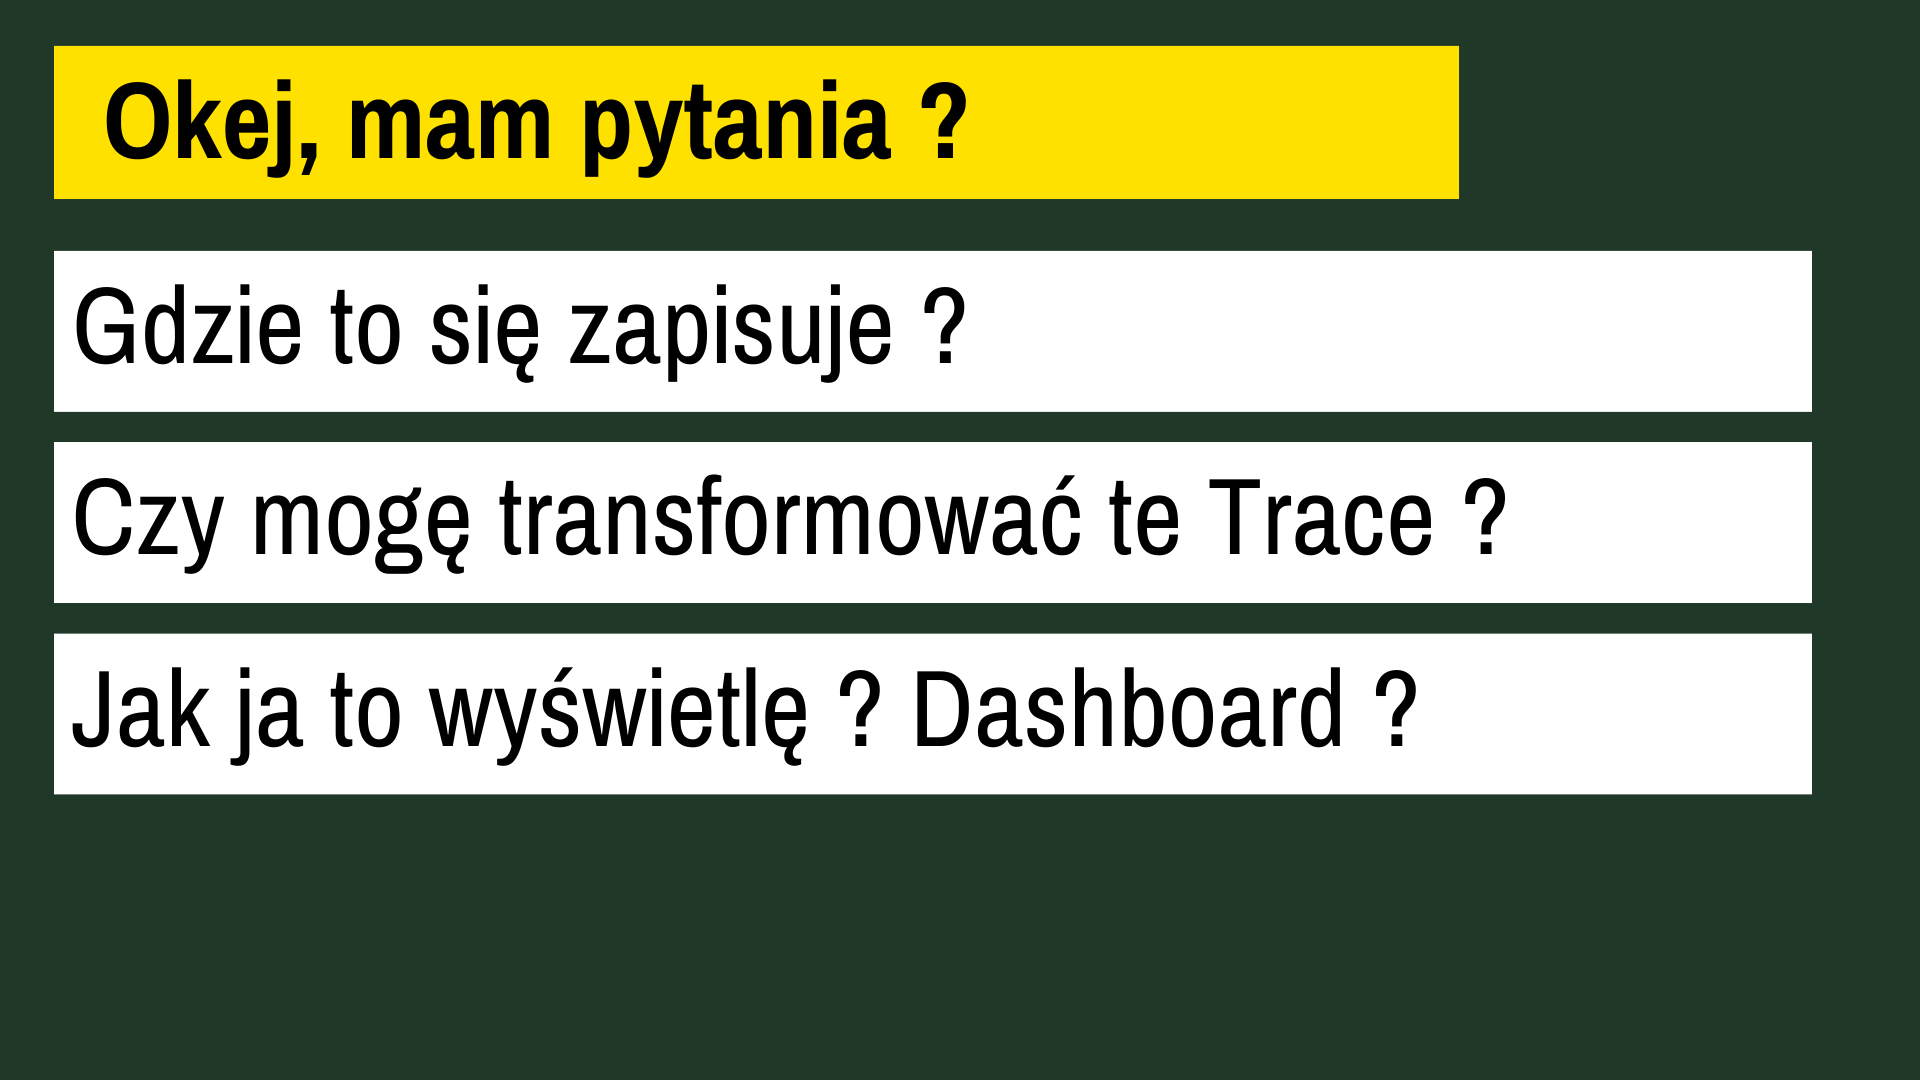 Okej, mam pytania ?
Gdzie to się zapisuje ?
Czy mogę transformować te Trace ?
Jak ja to wyświetlę ? Dashboard ?